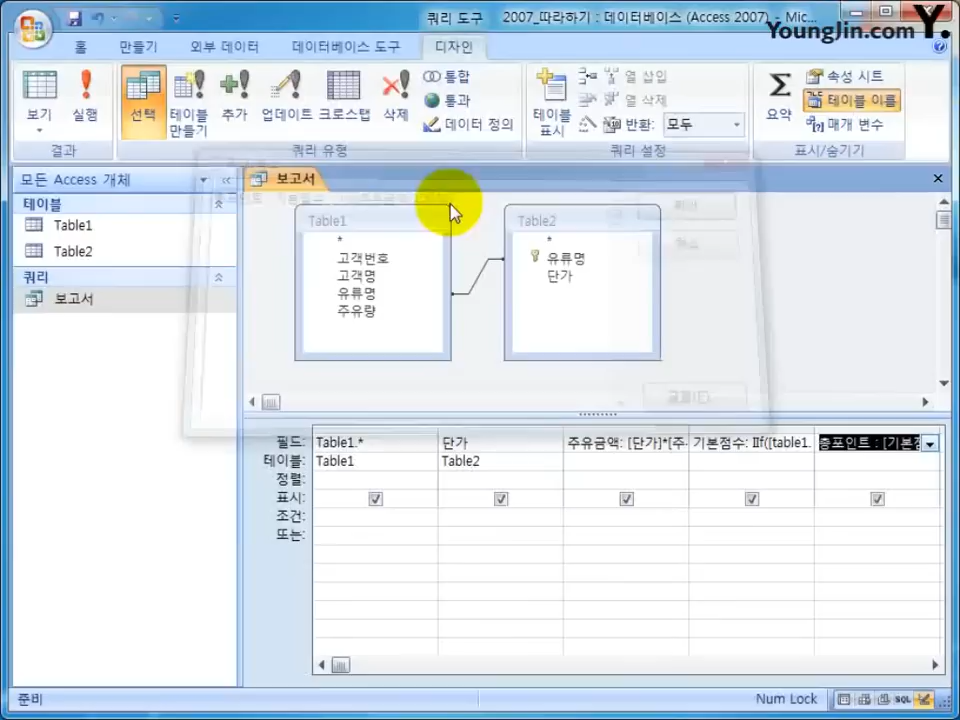 쿼리 도구 2007_따라하기 : 데이터베이스 (Access 2007) - Mic...
YoungJin.com Y.
홈 만들기 외부 데이터 데이터베이스 도구 디자인
보기 실행 선택 테이블 만들기 추가 업데이트 크로스탭 삭제
통합
통과
데이터 정의
테이블 표시
열 삽입
열 삭제
반환: 모두
요약
속성 시트
테이블 이름
매개 변수
결과 쿼리 유형 쿼리 설정 표시/숨기기
모든 Access 개체
보고서
테이블
Table1
Table2
쿼리
보고서
Table1
*
고객번호
고객명
유류명
주유량
Table2
*
유류명
단가
필드: Table1.* 단가 주유금액: [단가]*[주 기본점수: IIf([table1. 총포인트 : [기본점
테이블: Table1 Table2
정렬:
표시:
조건:
또는:
준비 Num Lock SQL